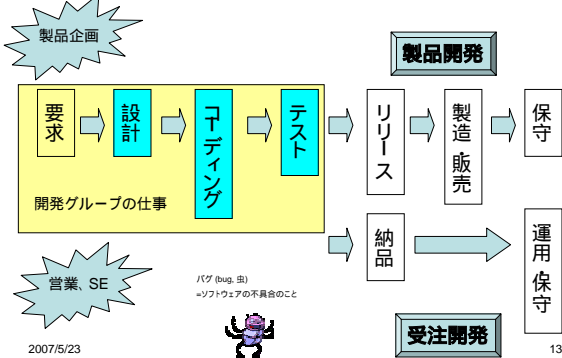 製品企画
製品開発
要求
設計
コーディング
テスト
リリース
製造・販売
保守
開発グループの仕事
納品
運用・保守
営業、SE
バグ (bug, 虫)
=ソフトウェアの不具合のこと
受注開発
2007/5/23
13